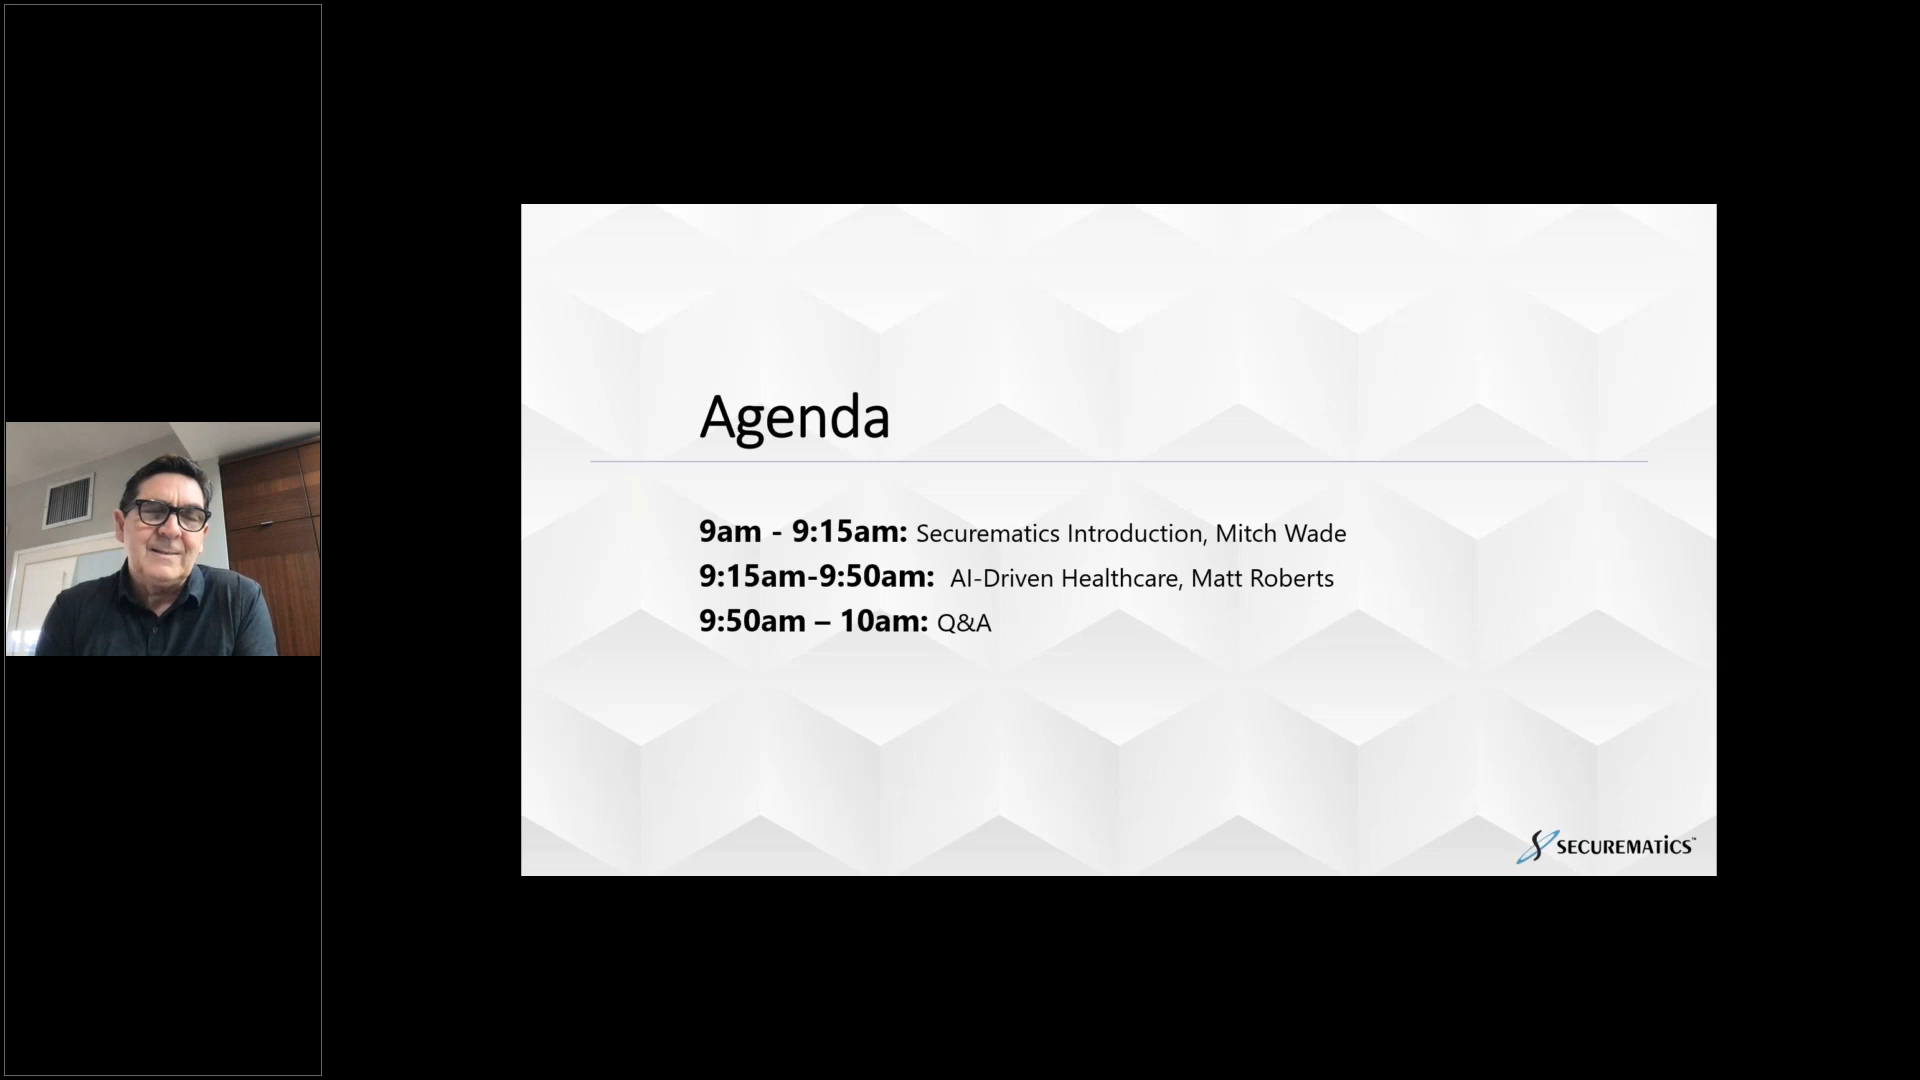 Agenda
9am - 9:15am: Securematics Introduction, Mitch Wade
9:15am-9:50am: AI-Driven Healthcare, Matt Roberts
9:50am – 10am: Q&A
SECUREMATICS™